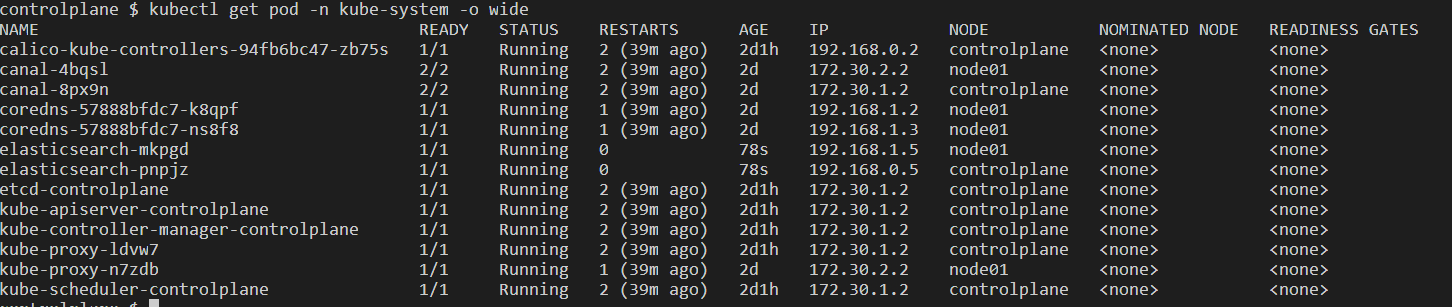 controlplane $ kubectl get pod -n kube-system -o wide
NAME READY STATUS RESTARTS AGE IP NODE NOMINATED NODE READINESS GATES
calico-kube-controllers-94fb6bc47-zb75s 1/1 Running 2 (39m ago) 2d1h 192.168.0.2 controlplane <none> <none>
canal-4bqsl 2/2 Running 2 (39m ago) 2d 172.30.2.2 node01 <none> <none>
canal-8px9n 2/2 Running 2 (39m ago) 2d 172.30.1.2 controlplane <none> <none>
coredns-57888bfdc7-k8qpf 1/1 Running 1 (39m ago) 2d 192.168.1.2 node01 <none> <none>
coredns-57888bfdc7-ns8f8 1/1 Running 1 (39m ago) 2d 192.168.1.3 node01 <none> <none>
elasticsearch-mkpgd 1/1 Running 0 78s 192.168.1.5 node01 <none> <none>
elasticsearch-pnpjz 1/1 Running 0 78s 192.168.0.5 controlplane <none> <none>
etcd-controlplane 1/1 Running 2 (39m ago) 2d1h 172.30.1.2 controlplane <none> <none>
kube-apiserver-controlplane 1/1 Running 2 (39m ago) 2d1h 172.30.1.2 controlplane <none> <none>
kube-controller-manager-controlplane 1/1 Running 2 (39m ago) 2d1h 172.30.1.2 controlplane <none> <none>
kube-proxy-ldvw7 1/1 Running 2 (39m ago) 2d1h 172.30.1.2 controlplane <none> <none>
kube-proxy-n7zdb 1/1 Running 1 (39m ago) 2d 172.30.2.2 node01 <none> <none>
kube-scheduler-controlplane 1/1 Running 2 (39m ago) 2d1h 172.30.1.2 controlplane <none> <none>